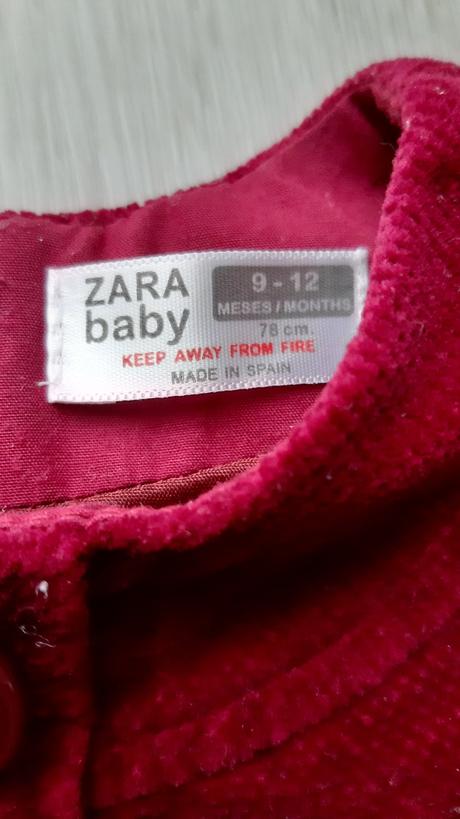 ZARA
baby
9 - 12
MESES / MONTHS
78 cm.
KEEP AWAY FROM FIRE
MADE IN SPAIN